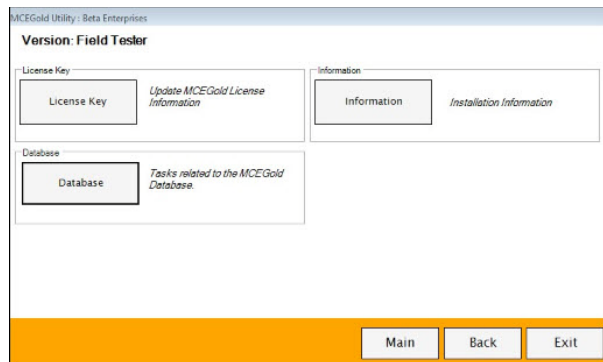 MCEGold Utility : Beta Enterprises
Version: Field Tester
License Key
License Key
Update MCEGold License
Information
Information
Information
Installation Information
Database
Database
Tasks related to the MCEGold
Database.
Main
Back
Exit